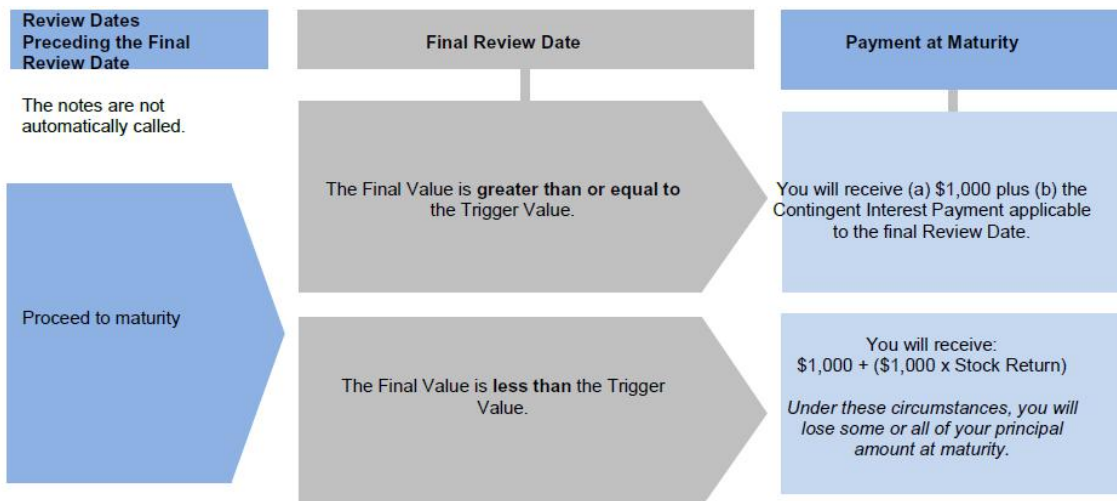 Review Dates
Preceding the Final
Review Date
Final Review Date
Payment at Maturity
The notes are not
automatically called.
Proceed to maturity
The Final Value is greater than or equal to
the Trigger Value.
You will receive (a) $1,000 plus (b) the
Contingent Interest Payment applicable
to the final Review Date.
The Final Value is less than the Trigger
Value.
You will receive:
$1,000 + ($1,000 x Stock Return)
Under these circumstances, you will
lose some or all of your principal
amount at maturity.